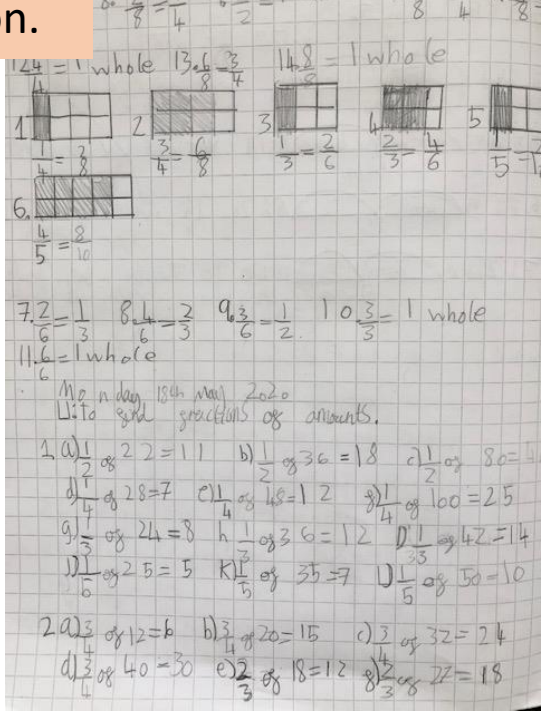 on.
8 4 8
12 4/4 = 1 whole 13. 6/8 = 3/4 14 8/8 = 1 whole
1 2 3 4 5
1/4 = 2/8 3/4 = 6/8 1/3 = 2/6 2/3 = 4/6 1/5 =
6.
4/5 = 8/10
7. 2/6 = 1/3 8. 4/6 = 2/3 9. 3/6 = 1/2 10. 3/3 = 1 whole
11. 6/6 = 1 whole
Monday 18th May 2020
LI: to find fractions of amounts.
1. a) 1/2 of 22 = 11 b) 1/2 of 36 = 18 c) 1/2 of 80 =
d) 1/4 of 28 = 7 e) 1/4 of 48 = 12 f) 1/4 of 100 = 25
g) 1/3 of 24 = 8 h 1/3 of 36 = 12 of 42 = 14
of 25 = 5 K) 1/5 of 35 = 7 L) 1/5 of 50 = 10
2. a) 3/4 of 12 = 6 b) 3/4 of 20 = 15 c) 3/4 of 32 = 24
d) 3/4 of 40 = 30 e) 2/3 of 18 = 12 2/3 of = 18